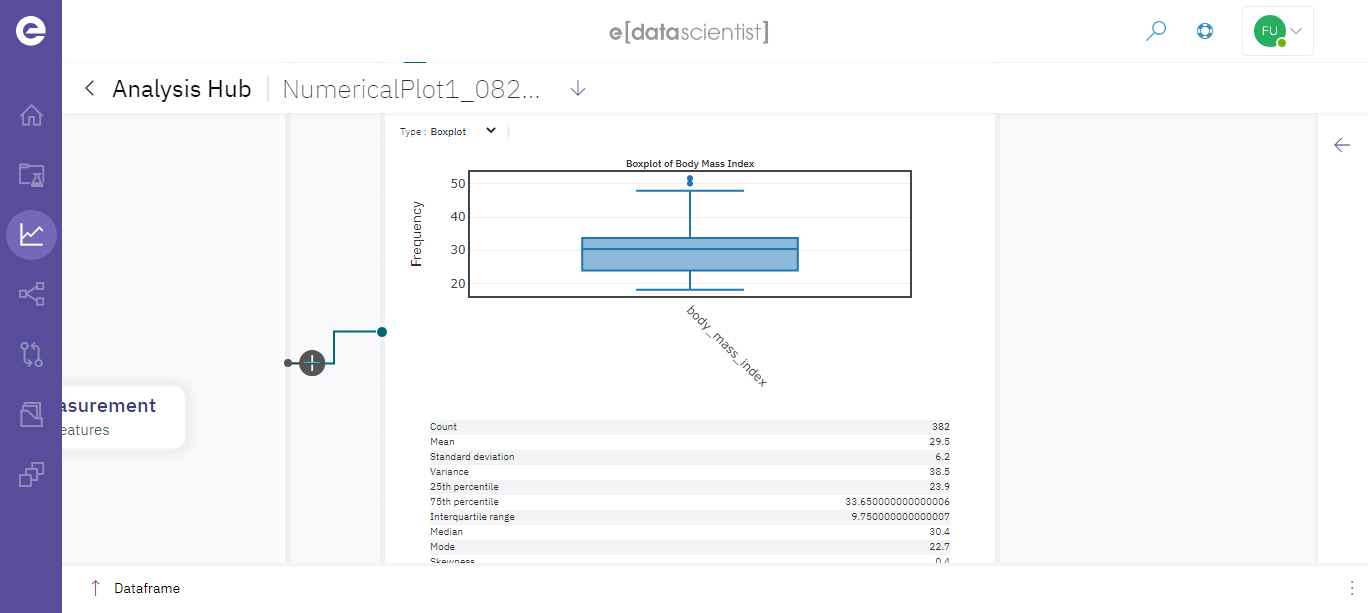 e[datascientist]
FU
Analysis Hub
NumericalPlot1_082...
Type : Boxplot
Boxplot of Body Mass Index
50
40
30
20
Frequency
body_mass_index
asurement
eatures
Count 382
Mean 29.5
Standard deviation 6.2
Variance 38.5
25th percentile 23.9
75th percentile 33.650000000000006
Interquartile range 9.750000000000007
Median 30.4
Mode 22.7
Skewness 0.4
Dataframe